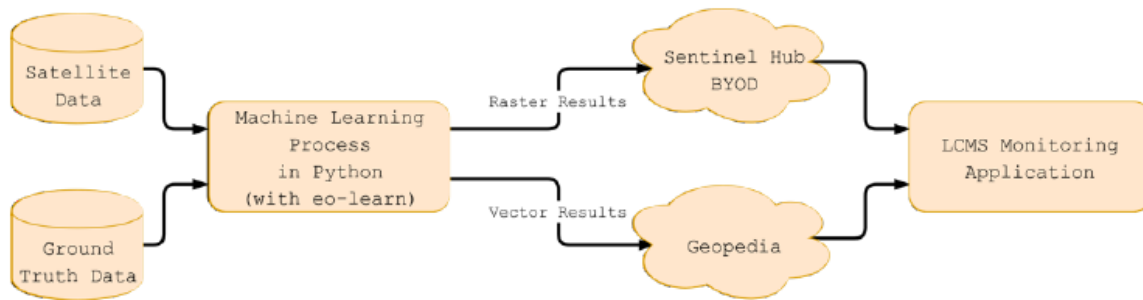 Satellite
Data
Ground
Truth Data
Machine Learning
Process
in Python
(with eo-learn)
Raster Results
Vector Results
Sentinel Hub
BYOD
Geopedia
LCMS Monitoring
Application